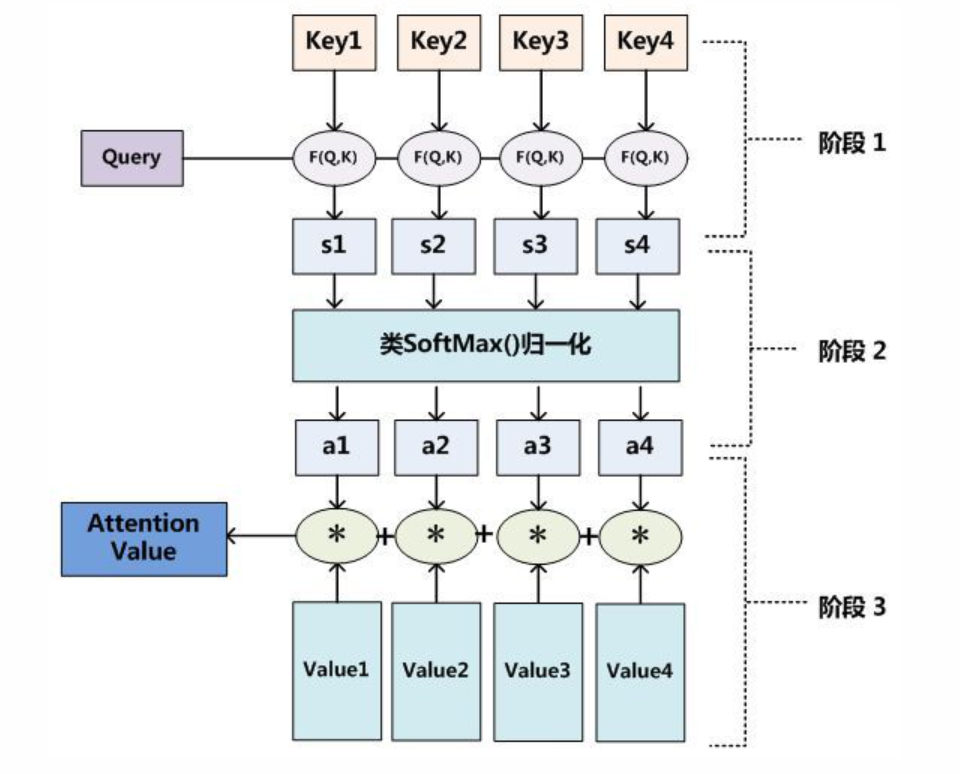 Key1 Key2 Key3 Key4
阶段 1
Query F(Q,K) F(Q,K) F(Q,K) F(Q,K)
s1 s2 s3 s4
类SoftMax()归一化
阶段 2
a1 a2 a3 a4
Attention
Value
* + * + * + *
阶段 3
Value1 Value2 Value3 Value4